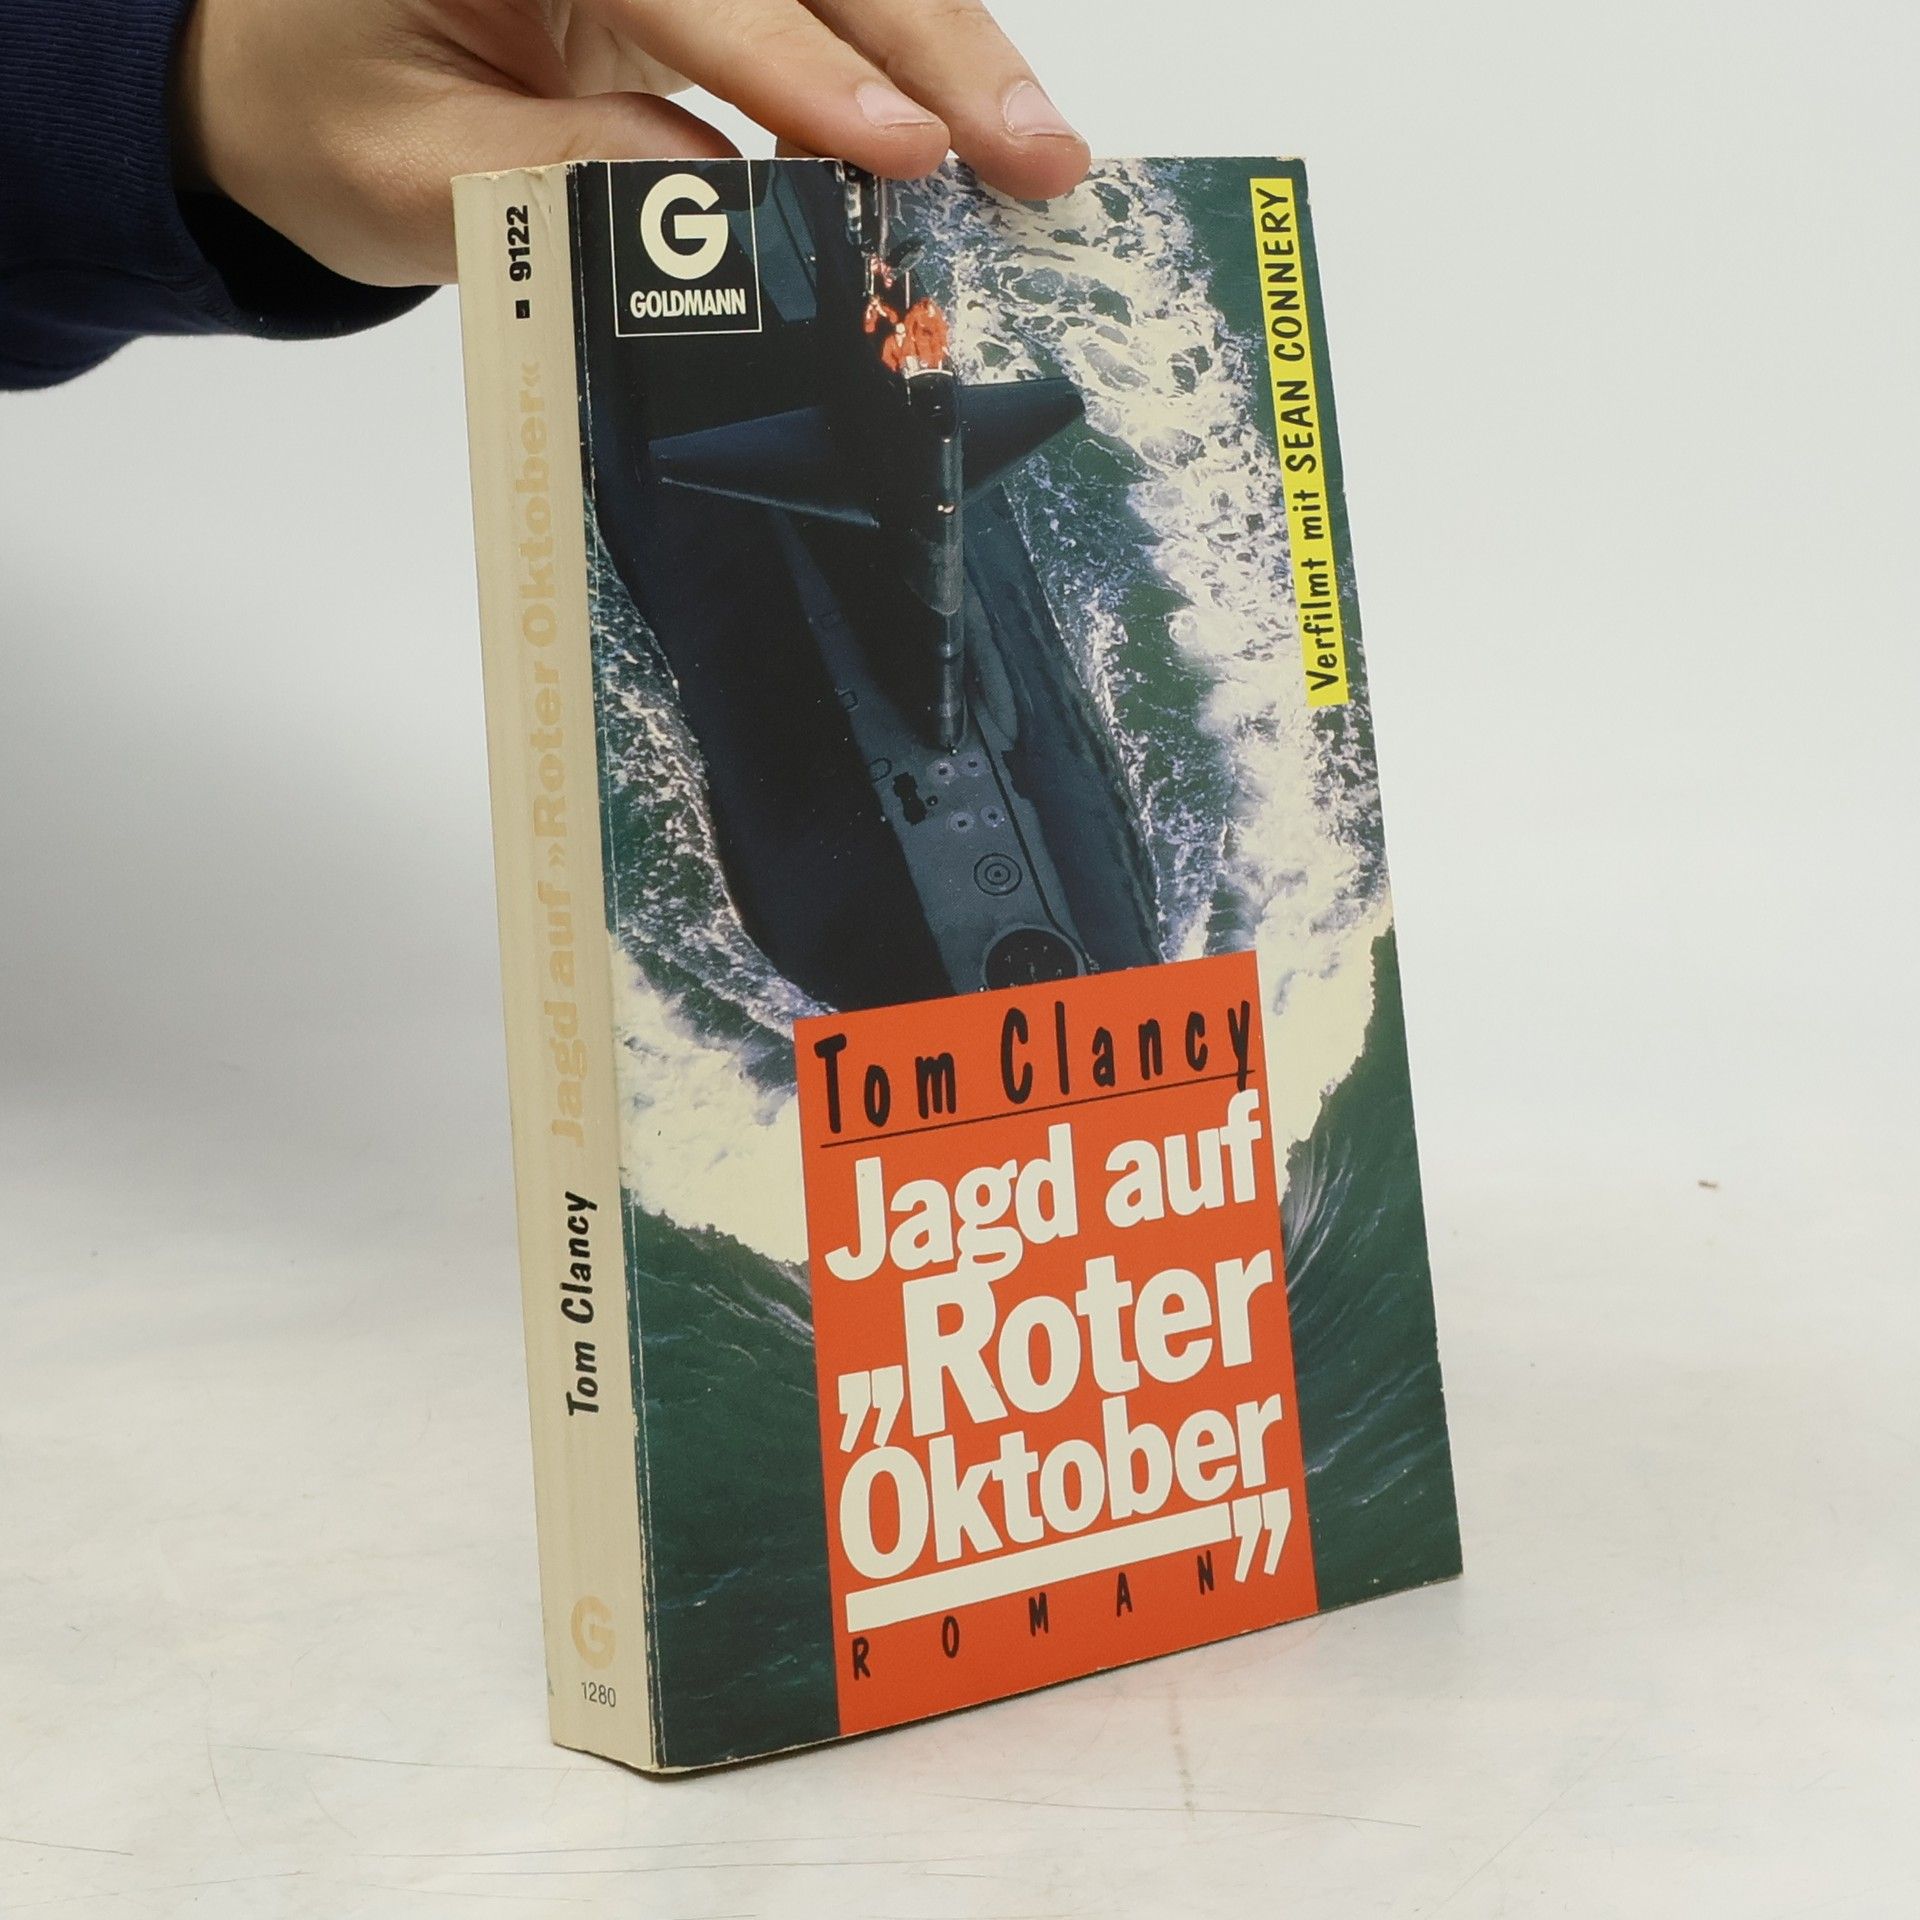 9122
Jagd auf »Roter Oktober«
Tom Clancy
G
1280
G
GOLDMANN
Verfilmt mit SEAN CONNERY
Tom Clancy
Jagd auf
„Roter
Oktober”
ROMAN